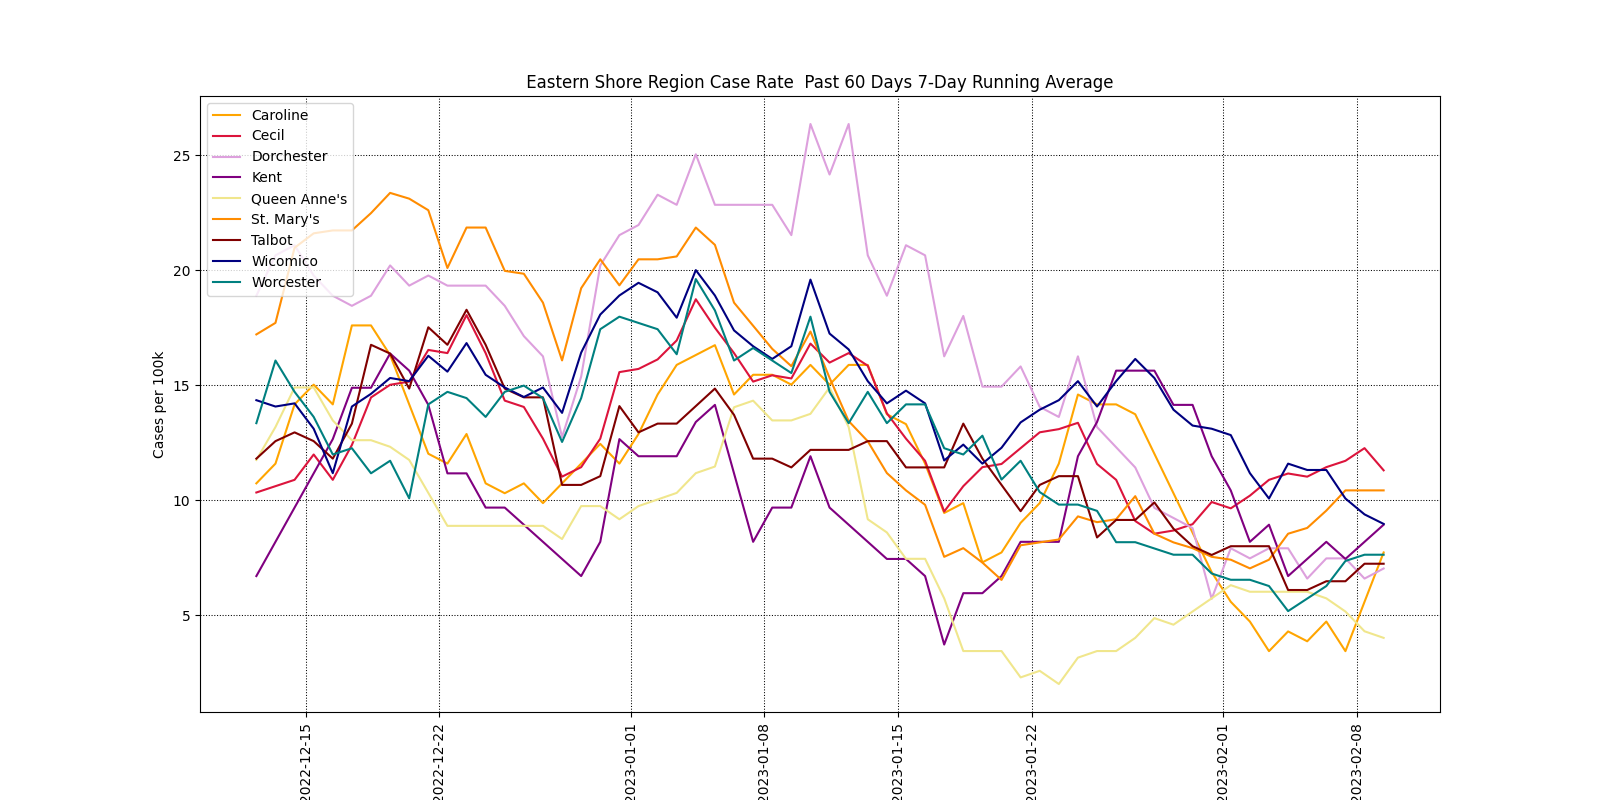 Eastern Shore Region Case Rate  Past 60 Days 7-Day Running Average
Caroline
Cecil
Dorchester
Kent
Queen Anne's
St. Mary's
Talbot
Wicomico
Worcester
Cases per 100k
25
20
15
10
5
2022-12-15
2022-12-22
2023-01-01
2023-01-08
2023-01-15
2023-01-22
2023-02-01
2023-02-08